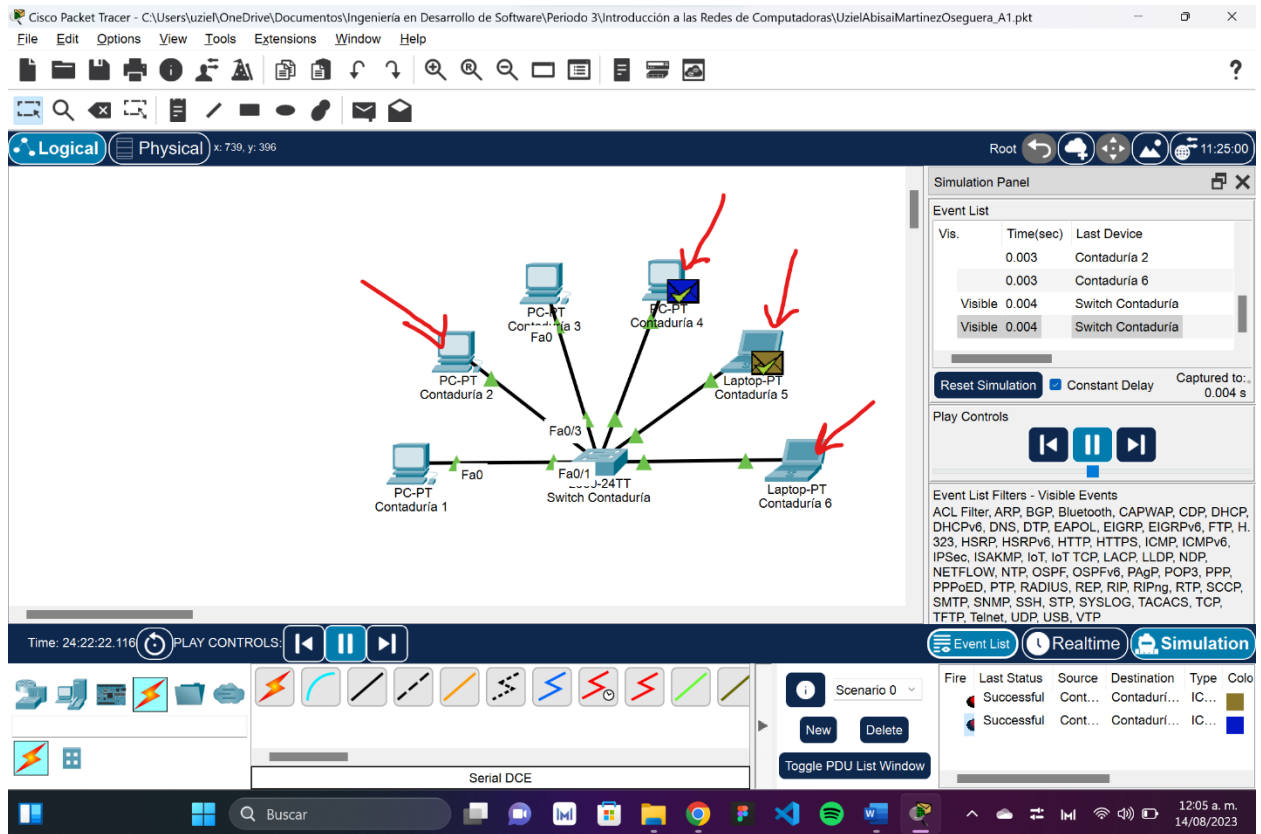 Cisco Packet Tracer - C:\Users\uziel\OneDrive\Documentos\Ingeniería en Desarrollo de Software\Periodo 3\Introducción a las Redes de Computadoras\UzielAbisaiMartinezOseguera_A1.pkt
File Edit Options View Tools Extensions Window Help
Logical Physical x: 739, y: 396 Root 11:25:00
Simulation Panel
Event List
Vis. Time(sec) Last Device
0.003 Contaduría 2
0.003 Contaduría 6
Visible 0.004 Switch Contaduría
Visible 0.004 Switch Contaduría
Reset Simulation Constant Delay Captured to:
0.004 s
Play Controls
Event List Filters - Visible Events
ACL Filter, ARP, BGP, Bluetooth, CAPWAP, CDP, DHCP,
DHCPv6, DNS, DTP, EAPOL, EIGRP, EIGRPv6, FTP, H.
323, HSRP, HSRPv6, HTTP, HTTPS, ICMP, ICMPv6,
IPSec, ISAKMP, IoT, IoT TCP, LACP, LLDP, NDP,
NETFLOW, NTP, OSPF, OSPFv6, PAgP, POP3, PPP,
PPPoED, PTP, RADIUS, REP, RIP, RIPng, RTP, SCCP,
SMTP, SNMP, SSH, STP, SYSLOG, TACACS, TCP,
TFTP, Telnet, UDP, USB, VTP
PC-PT
Contaduría 3
Fa0
PC-PT
Contaduría 4
PC-PT
Contaduría 2
Laptop-PT
Contaduría 5
Fa0/3
PC-PT
Contaduría 1
Fa0
Fa0/1
-24TT
Switch Contaduría
Laptop-PT
Contaduría 6
Time: 24:22:22.116 PLAY CONTROLS: Event List Realtime Simulation
Scenario 0
New Delete
Toggle PDU List Window
Serial DCE
Fire Last Status Source Destination Type Colo
Successful Cont... Contadurí... IC...
Successful Cont... Contadurí... IC...
Buscar
12:05 a. m.
14/08/2023